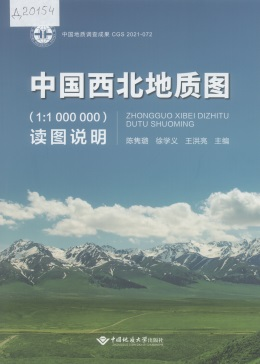 д20154
中国地质调查成果 CGS 2021-072
中国西北地质图
(1:1 000 000)
读图说明
ZHONGGUO XIBEI DIZHITU
DUTU SHUOMING
陈隽璐 徐学义 王洪亮 主编
中国地质大学出版社